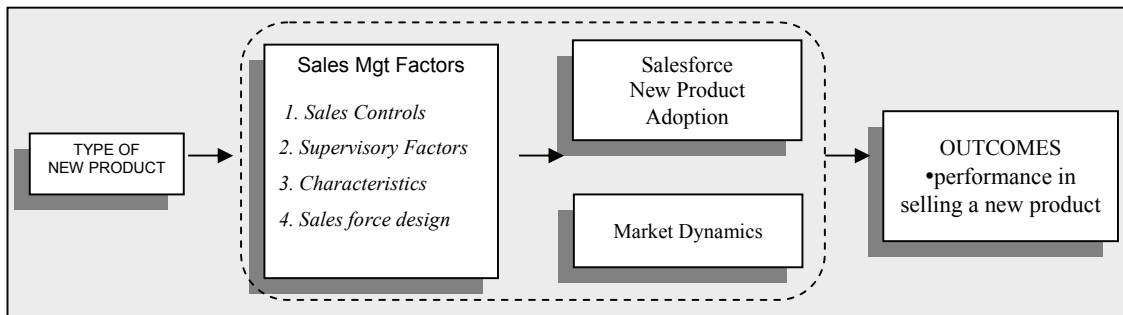 TYPE OF
NEW PRODUCT
Sales Mgt Factors
1. Sales Controls
2. Supervisory Factors
3. Characteristics
4. Sales force design
Salesforce
New Product
Adoption
Market Dynamics
OUTCOMES
•performance in
selling a new product